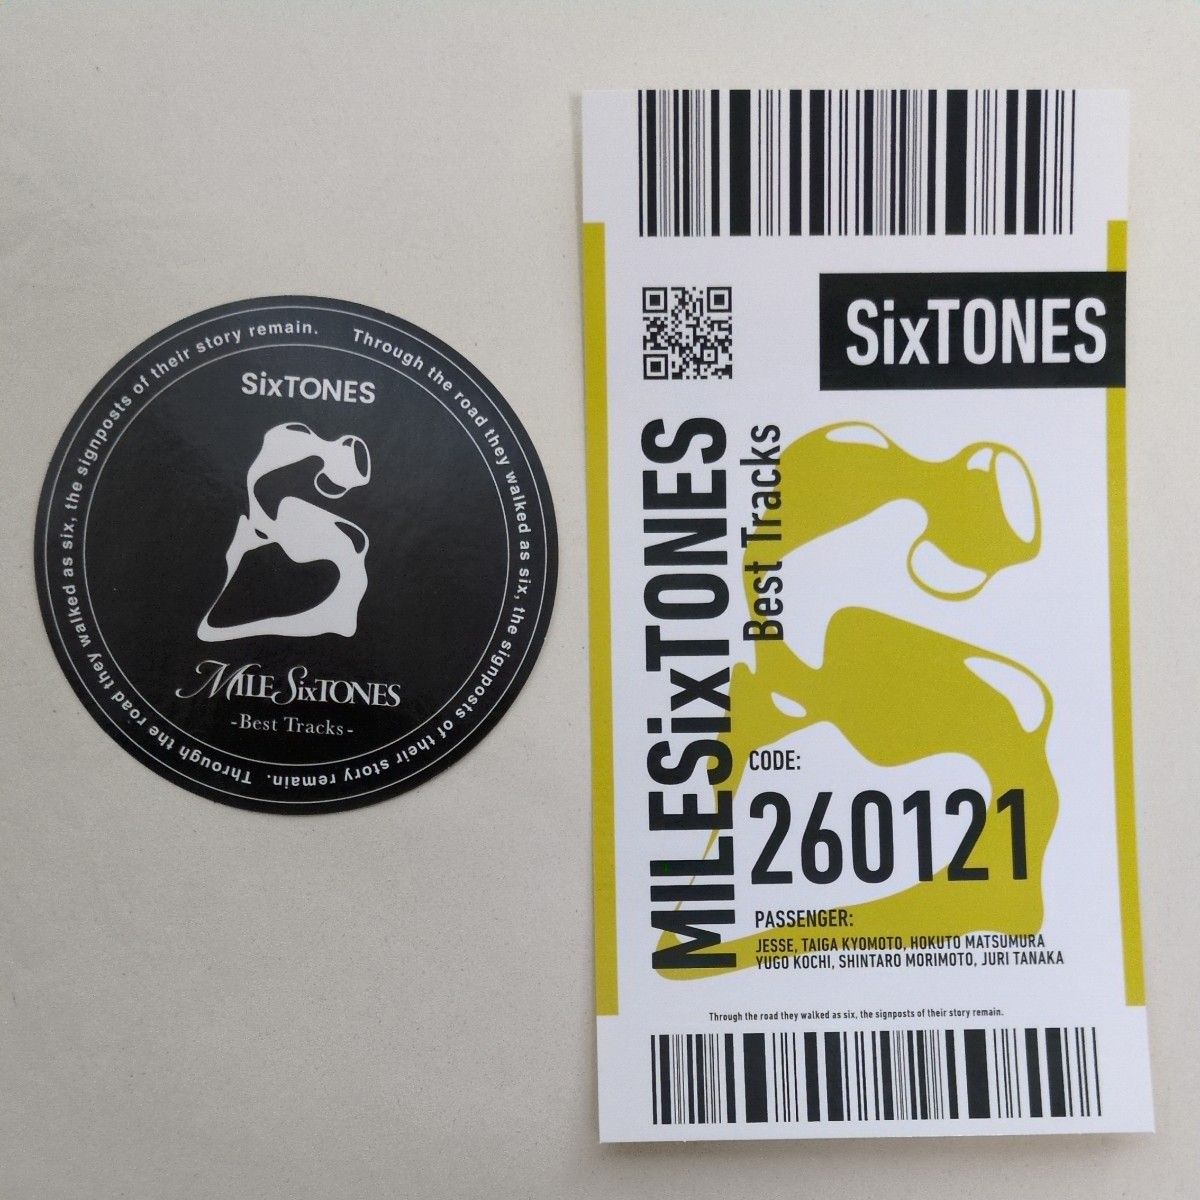 Through the road they walked as six, the signposts of their story remain.
Through the road they walked as six, the signposts of their story remain.
SixTONES
MILE SixTONES
-Best Tracks-
SixTONES
MILESixTONES
Best Tracks
CODE:
260121
PASSENGER:
JESSE, TAIGA KYOMOTO, HOKUTO MATSUMURA
YUGO KOCHI, SHINTARO MORIMOTO, JURI TANAKA
Through the road they walked as six, the signposts of their story remain.